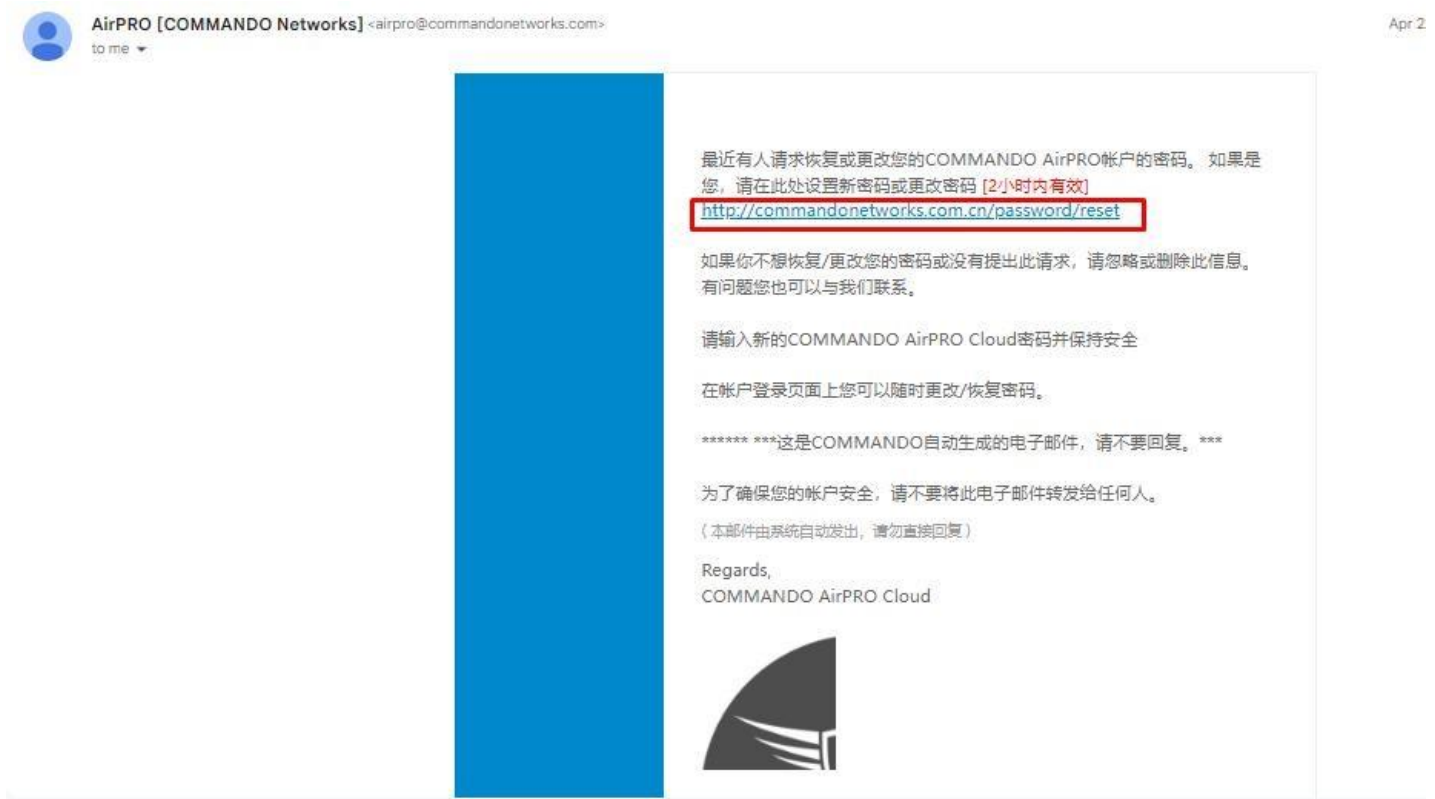 AirPRO [COMMANDO Networks] <airpro@commandonetworks.com>
Apr 2
to me
最近有人请求恢复或更改您的COMMANDO AirPRO帐户的密码。 如果是
您，请在此处设置新密码或更改密码 [2小时内有效]
http://commandonetworks.com.cn/password/reset
如果你不想恢复/更改您的密码或没有提出此请求，请忽略或删除此信息。
有问题您也可以与我们联系。
请输入新的COMMANDO AirPRO Cloud密码并保持安全
在帐户登录页面上您可以随时更改/恢复密码。
****** ***这是COMMANDO自动生成的电子邮件，请不要回复。***
为了确保您的帐户安全，请不要将此电子邮件转发给任何人。
（本邮件由系统自动发出，请勿直接回复）
Regards,
COMMANDO AirPRO Cloud